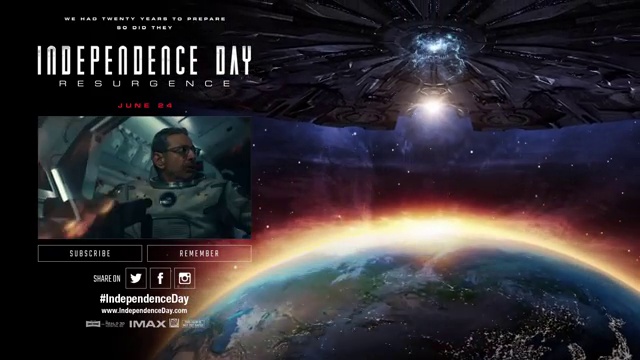 WE HAD TWENTY YEARS TO PREPARE
SO DID THEY
INDEPENDENCE DAY
RESURGENCE
JUNE 24
SUBSCRIBE
REMEMBER
SHARE ON
#IndependenceDay
www.IndependenceDay.com
IMAX